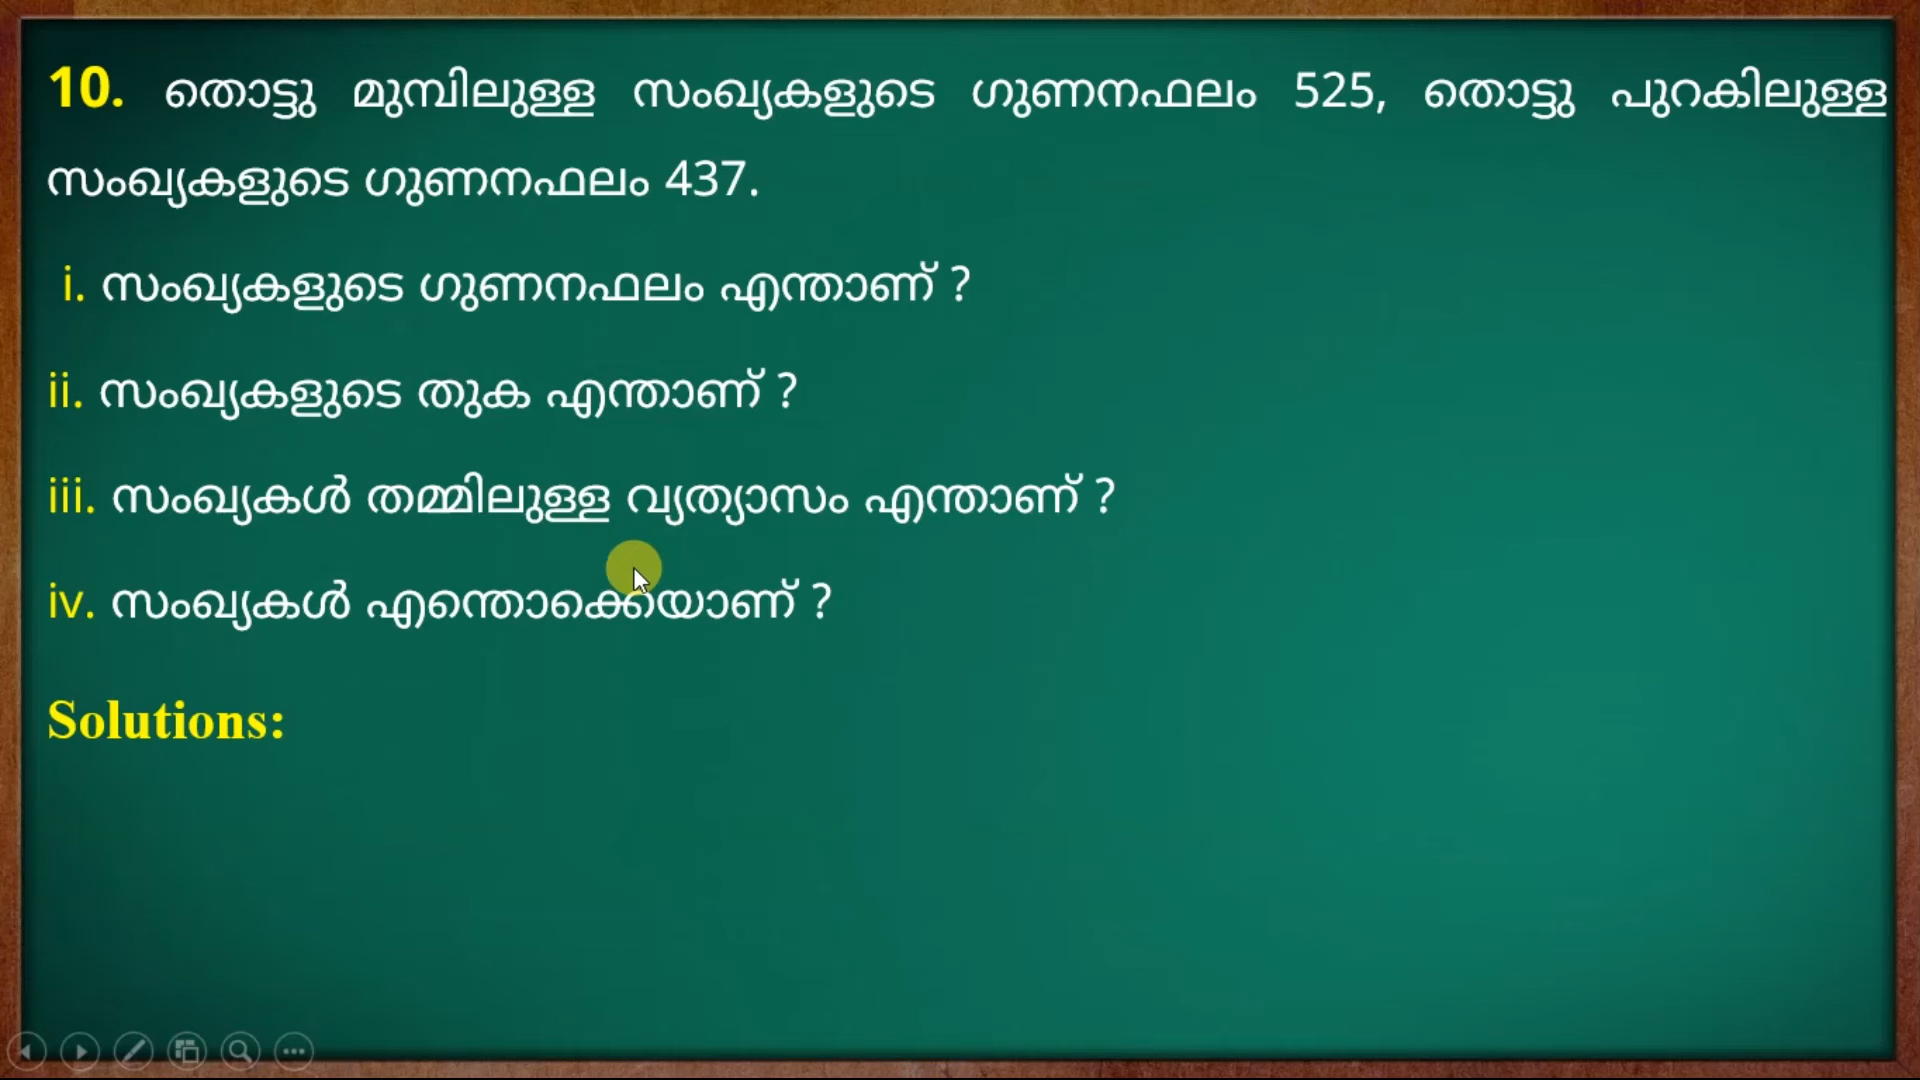 10. തൊട്ടു മുമ്പിലുള്ള സംഖ്യകളുടെ ഗുണനഫലം 525, തൊട്ടു പുറകിലുള്ള
സംഖ്യകളുടെ ഗുണനഫലം 437.
i. സംഖ്യകളുടെ ഗുണനഫലം എന്താണ് ?
ii. സംഖ്യകളുടെ തുക എന്താണ് ?
iii. സംഖ്യകൾ തമ്മിലുള്ള വ്യത്യാസം എന്താണ് ?
iv. സംഖ്യകൾ എന്തൊക്കെയാണ് ?
Solutions: